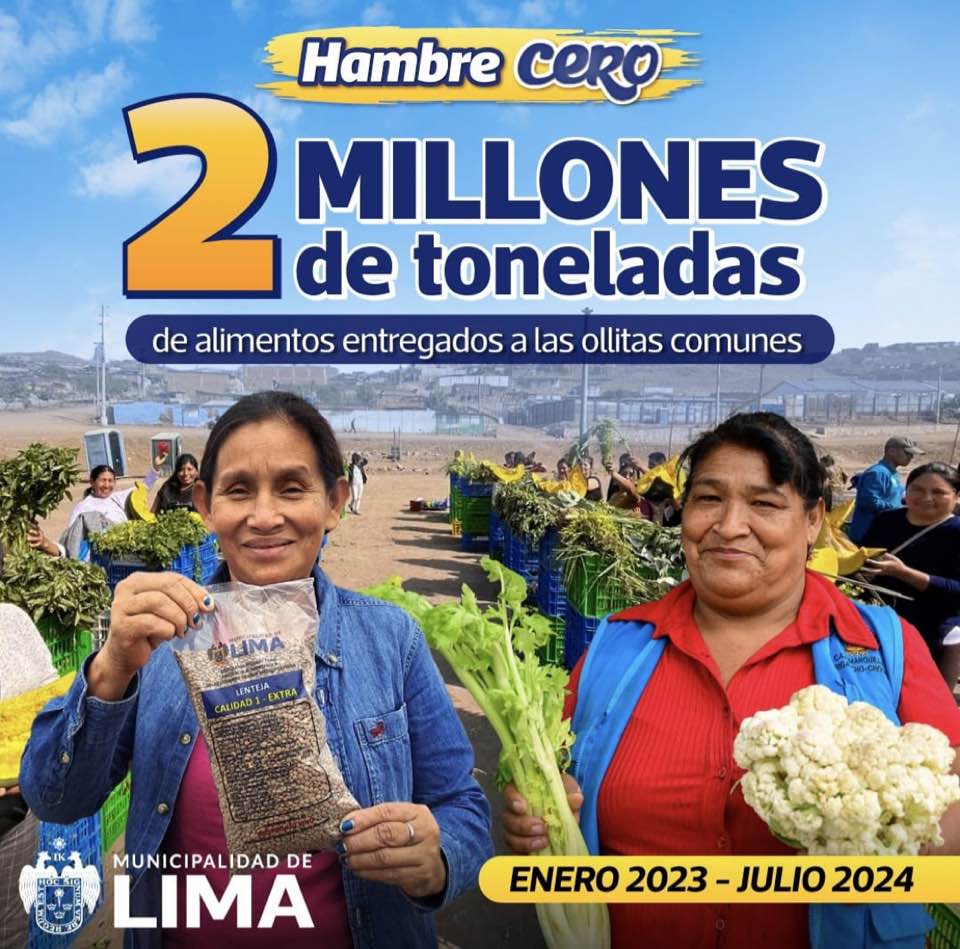 Hambre CERO
2 MILLONES
de toneladas
de alimentos entregados a las ollitas comunes
LIMA
LENTEJA
CALIDAD 1 - EXTRA
MUNICIPALIDAD DE
LIMA
ENERO 2023 - JULIO 2024